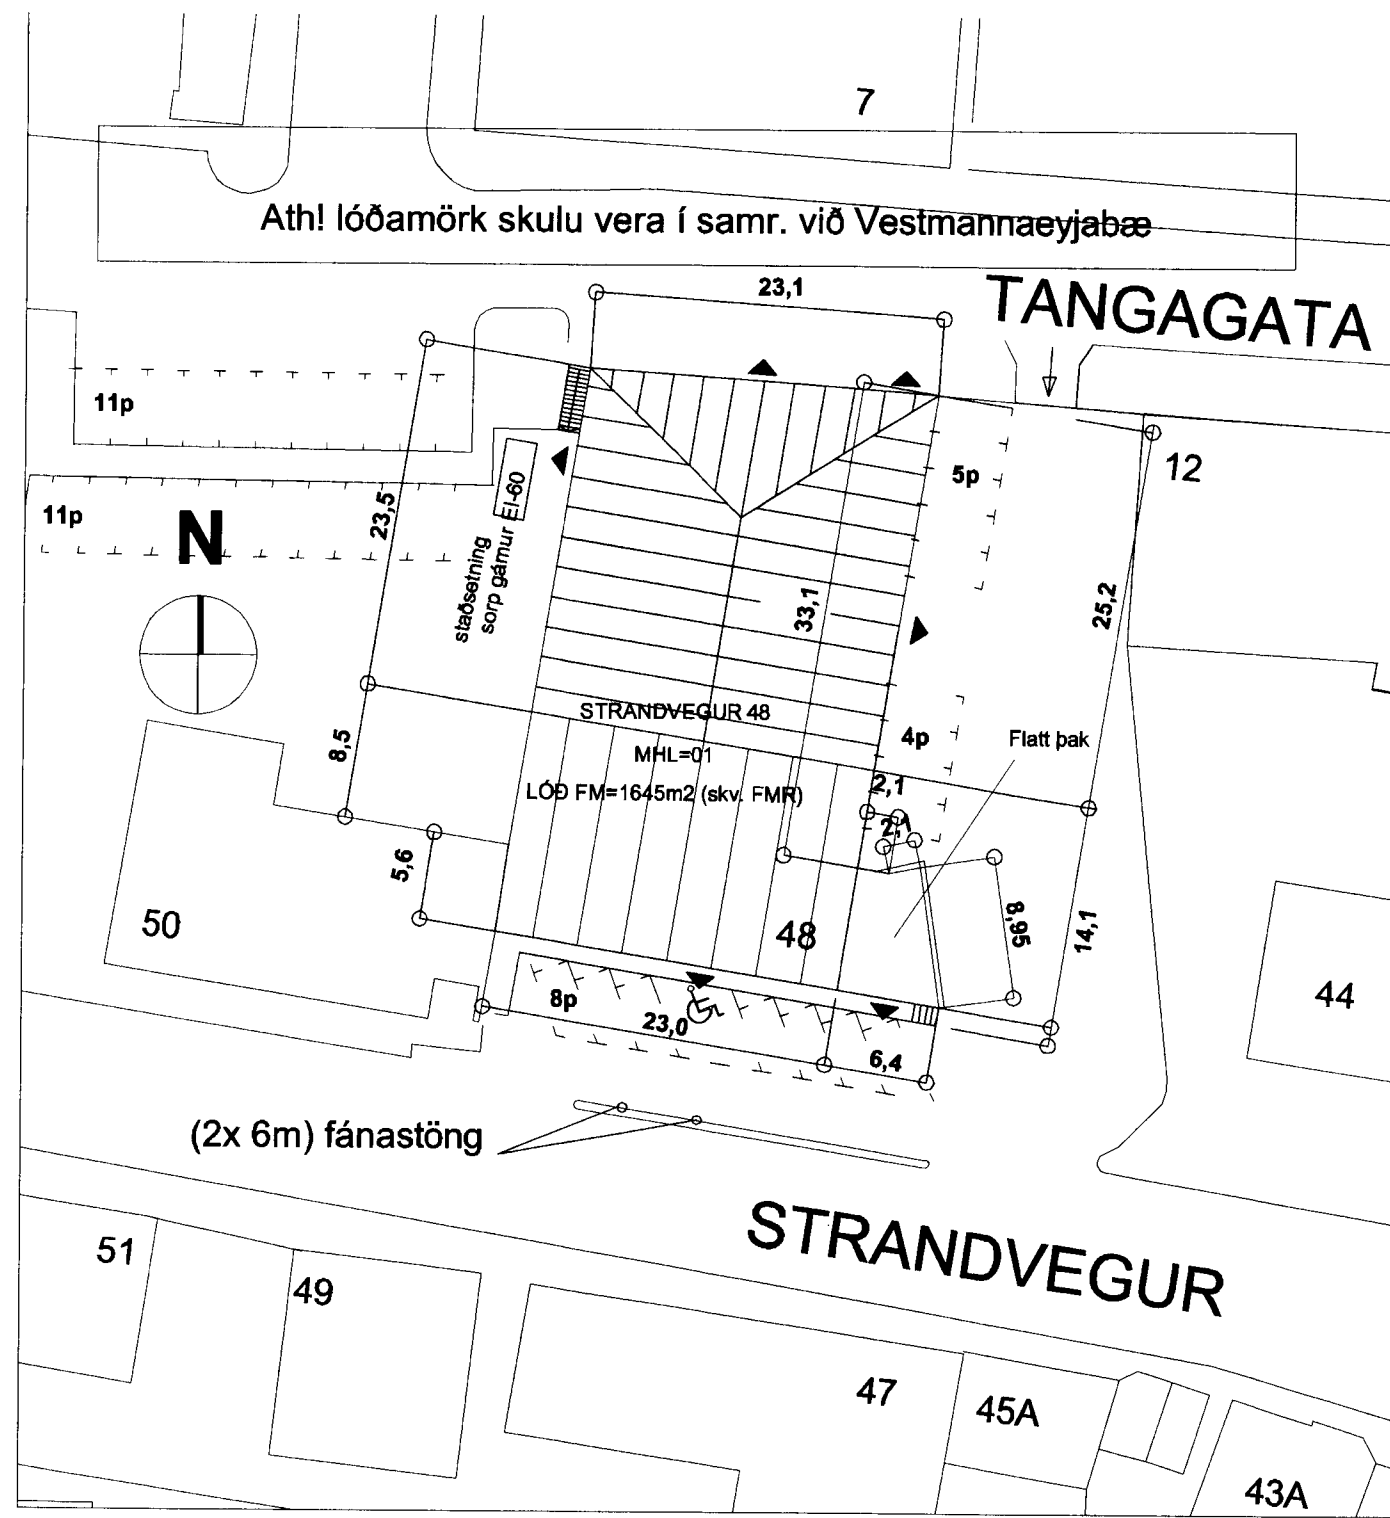 7
Ath! lóðamörk skulu vera í samr. við Vestmannaeyjabæ
23,1
TANGAGATA
11p
12
5p
11p
N
23,5
staðsetning
sorp gámur EI-60
33,1
25,2
STRANDVEGUR 48
8,5
4p
Flatt þak
MHL=01
LÓÐ FM=1645m2 (skv. FMR)
2,1
2,1
5,6
50
48
8,95
14,1
44
8p
23,0
6,4
(2x 6m) fánastöng
STRANDVEGUR
51
49
47
45A
43A